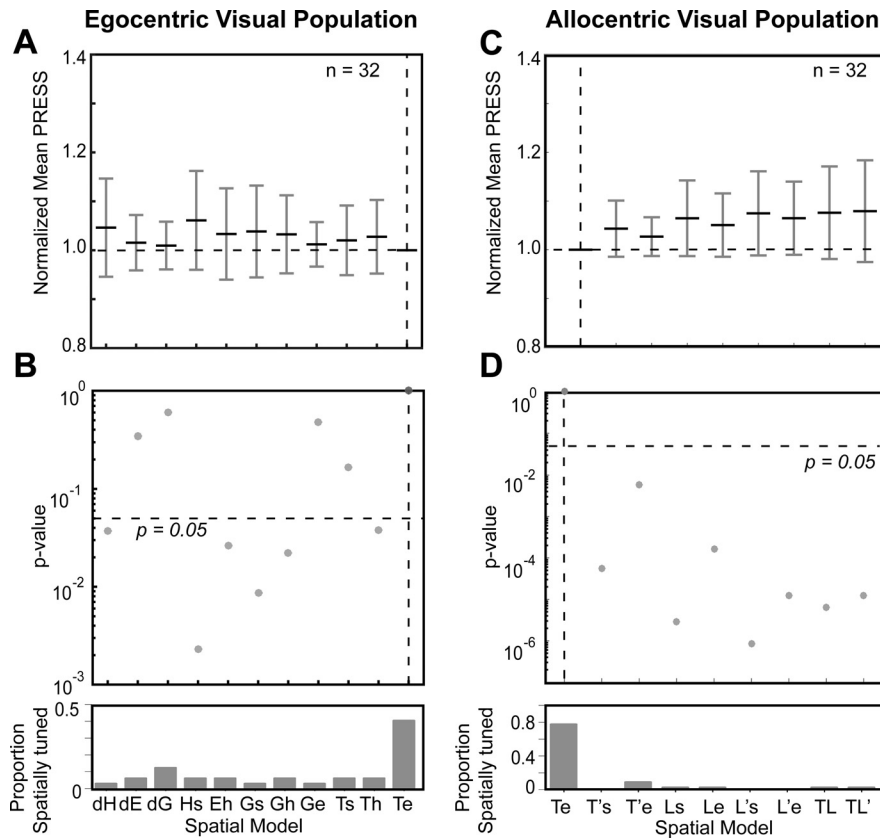 Egocentric Visual Population
A
Normalized Mean PRESS
1.4
1.2
1.0
0.8
n = 32
B
p-value
10^0
10^-1
10^-2
10^-3
p = 0.05
Proportion
Spatially tuned
0.5
0
dH dE dG Hs Eh Gs Gh Ge Ts Th Te
Spatial Model
Allocentric Visual Population
C
Normalized Mean PRESS
1.4
1.2
1.0
0.8
n = 32
D
p-value
10^0
10^-2
10^-4
10^-6
p = 0.05
Proportion
Spatially tuned
0.8
0.4
0
Te T's T'e Ls Le L's L'e TL TL'
Spatial Model